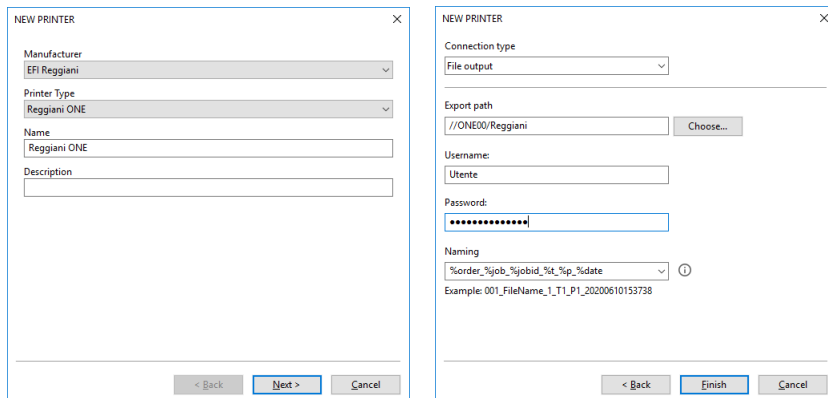 NEW PRINTER
Manufacturer
EFI Reggiani
Printer Type
Reggiani ONE
Name
Reggiani ONE
Description
< Back
Next >
Cancel
NEW PRINTER
Connection type
File output
Export path
//ONE00/Reggiani
Choose...
Username:
Utente
Password:
••••••••••••••
Naming
%order_%job_%jobid_%t_%p_%date
Example: 001_FileName_1_T1_P1_20200610153738
< Back
Finish
Cancel